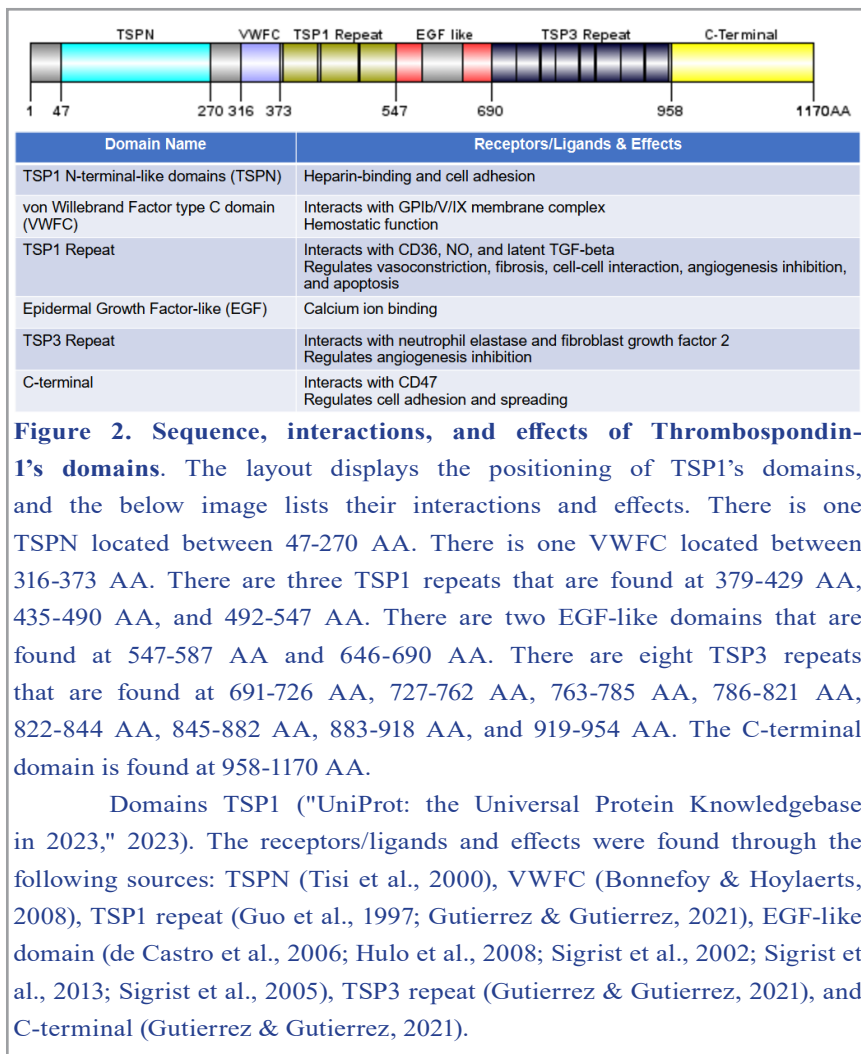 TSPN VWFC TSP1 Repeat EGF like TSP3 Repeat C-Terminal
1 47 270 316 373 547 690 958 1170AA
Domain Name Receptors/Ligands & Effects
TSP1 N-terminal-like domains (TSPN) Heparin-binding and cell adhesion
von Willebrand Factor type C domain Interacts with GPIb/V/IX membrane complex
(VWFC) Hemostatic function
TSP1 Repeat Interacts with CD36, NO, and latent TGF-beta
Regulates vasoconstriction, fibrosis, cell-cell interaction, angiogenesis inhibition,
and apoptosis
Epidermal Growth Factor-like (EGF) Calcium ion binding
TSP3 Repeat Interacts with neutrophil elastase and fibroblast growth factor 2
Regulates angiogenesis inhibition
C-terminal Interacts with CD47
Regulates cell adhesion and spreading
Figure 2. Sequence, interactions, and effects of Thrombospondin-
1's domains. The layout displays the positioning of TSP1's domains,
and the below image lists their interactions and effects. There is one
TSPN located between 47-270 AA. There is one VWFC located between
316-373 AA. There are three TSP1 repeats that are found at 379-429 AA,
435-490 AA, and 492-547 AA. There are two EGF-like domains that are
found at 547-587 AA and 646-690 AA. There are eight TSP3 repeats
that are found at 691-726 AA, 727-762 AA, 763-785 AA, 786-821 AA,
822-844 AA, 845-882 AA, 883-918 AA, and 919-954 AA. The C-terminal
domain is found at 958-1170 AA.
Domains TSP1 ("UniProt: the Universal Protein Knowledgebase
in 2023," 2023). The receptors/ligands and effects were found through the
following sources: TSPN (Tisi et al., 2000), VWFC (Bonnefoy & Hoylaerts,
2008), TSP1 repeat (Guo et al., 1997; Gutierrez & Gutierrez, 2021), EGF-like
domain (de Castro et al., 2006; Hulo et al., 2008; Sigrist et al., 2002; Sigrist et
al., 2013; Sigrist et al., 2005), TSP3 repeat (Gutierrez & Gutierrez, 2021), and
C-terminal (Gutierrez & Gutierrez, 2021).